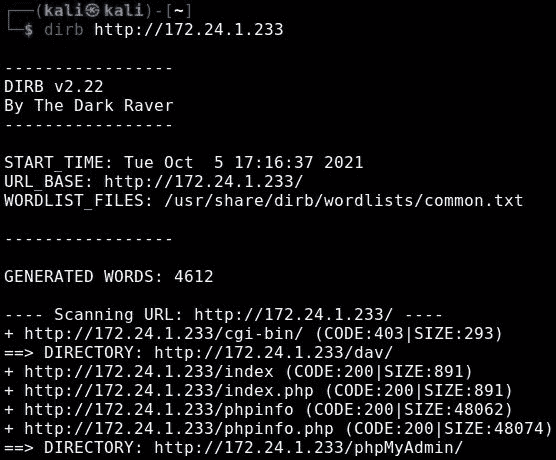 ┌──(kali㉿kali)-[~]
└─$ dirb http://172.24.1.233
-----------------
DIRB v2.22
By The Dark Raver
-----------------
START_TIME: Tue Oct  5 17:16:37 2021
URL_BASE: http://172.24.1.233/
WORDLIST_FILES: /usr/share/dirb/wordlists/common.txt
-----------------
GENERATED WORDS: 4612
---- Scanning URL: http://172.24.1.233/ ----
+ http://172.24.1.233/cgi-bin/ (CODE:403|SIZE:293)
==> DIRECTORY: http://172.24.1.233/dav/
+ http://172.24.1.233/index (CODE:200|SIZE:891)
+ http://172.24.1.233/index.php (CODE:200|SIZE:891)
+ http://172.24.1.233/phpinfo (CODE:200|SIZE:48062)
+ http://172.24.1.233/phpinfo.php (CODE:200|SIZE:48074)
==> DIRECTORY: http://172.24.1.233/phpMyAdmin/